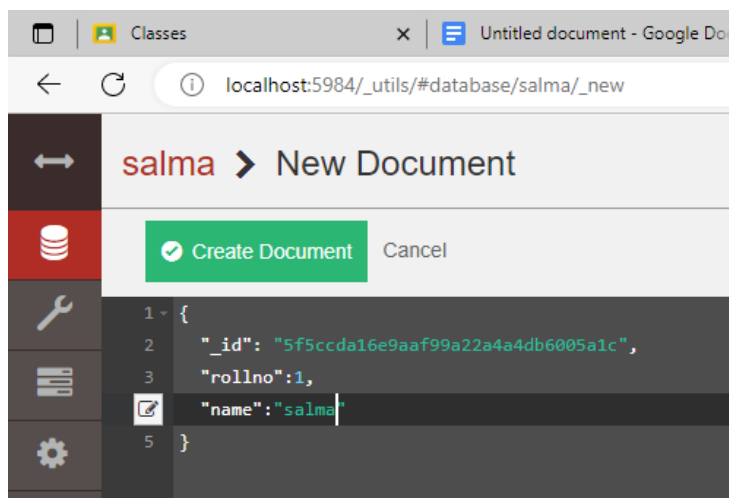 Classes
Untitled document - Google Do
localhost:5984/_utils/#database/salma/_new
salma > New Document
Create Document Cancel
1 {
2 "_id": "5f5ccda16e9aaf99a22a4a4db6005a1c",
3 "rollno":1,
"name":"salma"
5 }